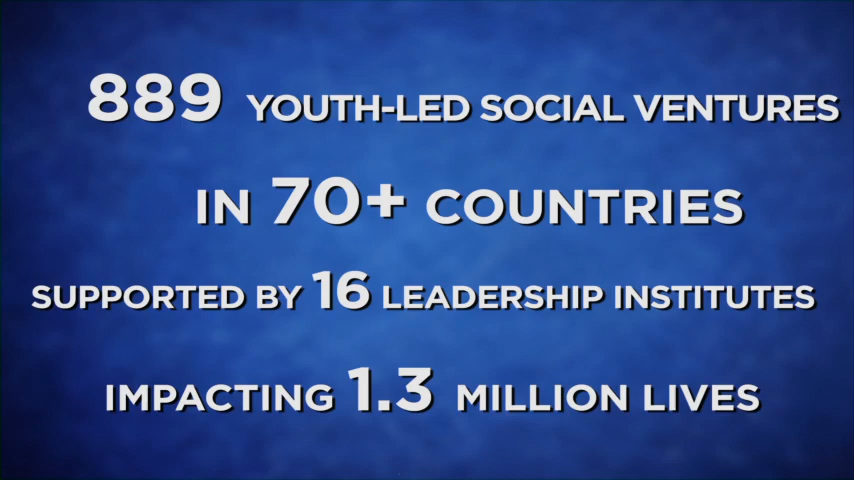 889 YOUTH-LED SOCIAL VENTURES
IN 70+ COUNTRIES
SUPPORTED BY 16 LEADERSHIP INSTITUTES
IMPACTING 1.3 MILLION LIVES